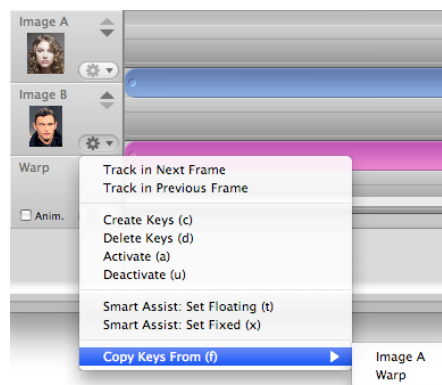 Image A
Image B
Warp
Anim.
Track in Next Frame
Track in Previous Frame
Create Keys (c)
Delete Keys (d)
Activate (a)
Deactivate (u)
Smart Assist: Set Floating (t)
Smart Assist: Set Fixed (x)
Copy Keys From (f)
Image A
Warp